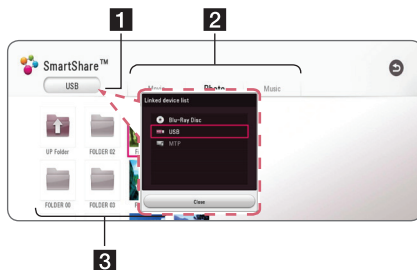 1
2
SmartShare™
USB
Movie Photo Music
Linked device list
Blu-Ray Disc
USB
MTP
Close
UP Folder
FOLDER 02
FOLDER 00
FOLDER 03
3